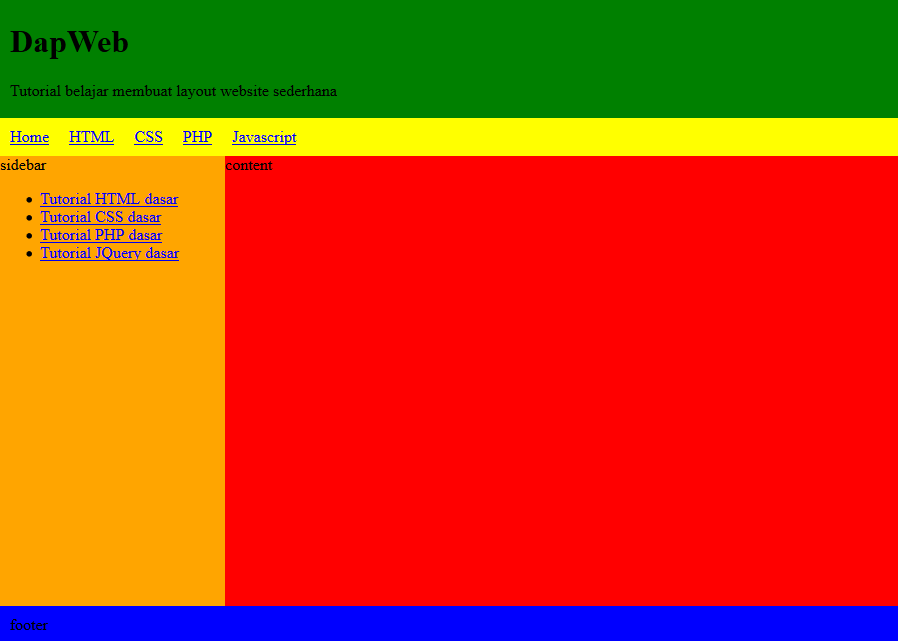 DapWeb
Tutorial belajar membuat layout website sederhana
Home HTML CSS PHP Javascript
sidebar
Tutorial HTML dasar
Tutorial CSS dasar
Tutorial PHP dasar
Tutorial JQuery dasar
content
footer